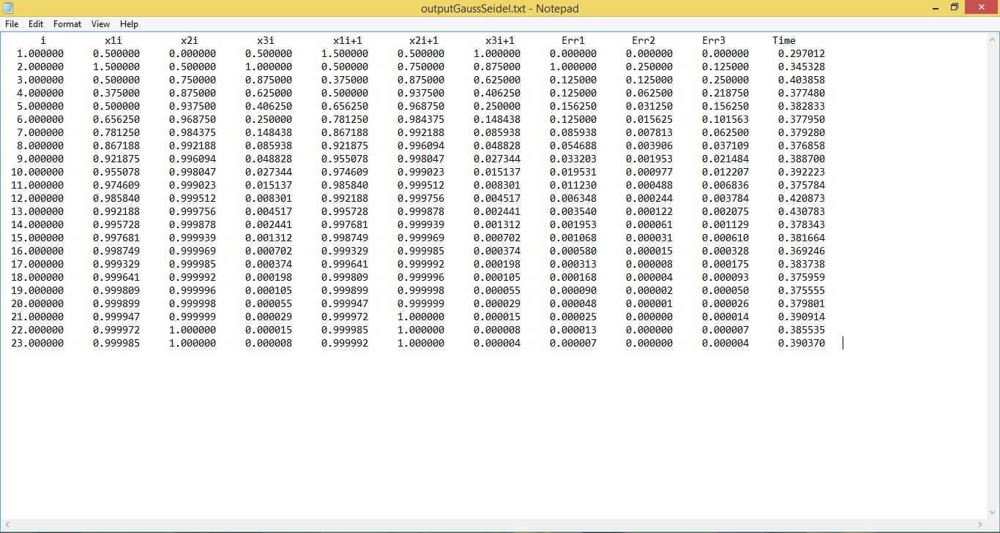 outputGaussSeidel.txt - Notepad
File Edit Format View Help
i x1i x2i x3i x1i+1 x2i+1 x3i+1 Err1 Err2 Err3 Time
1.000000 0.500000 0.000000 0.500000 1.500000 0.500000 1.000000 0.000000 0.000000 0.000000 0.297012
2.000000 1.500000 0.500000 1.000000 0.500000 0.750000 0.875000 1.000000 0.250000 0.125000 0.345328
3.000000 0.500000 0.750000 0.875000 0.375000 0.875000 0.625000 0.125000 0.125000 0.250000 0.403858
4.000000 0.375000 0.875000 0.625000 0.500000 0.937500 0.406250 0.125000 0.062500 0.218750 0.377480
5.000000 0.500000 0.937500 0.406250 0.656250 0.968750 0.250000 0.156250 0.031250 0.156250 0.382833
6.000000 0.656250 0.968750 0.250000 0.781250 0.984375 0.148438 0.125000 0.015625 0.101563 0.377950
7.000000 0.781250 0.984375 0.148438 0.867188 0.992188 0.085938 0.085938 0.007813 0.062500 0.379280
8.000000 0.867188 0.992188 0.085938 0.921875 0.996094 0.048828 0.054688 0.003906 0.037109 0.376858
9.000000 0.921875 0.996094 0.048828 0.955078 0.998047 0.027344 0.033203 0.001953 0.021484 0.388700
10.000000 0.955078 0.998047 0.027344 0.974609 0.999023 0.015137 0.019531 0.000977 0.012207 0.392223
11.000000 0.974609 0.999023 0.015137 0.985840 0.999512 0.008301 0.011230 0.000488 0.006836 0.375784
12.000000 0.985840 0.999512 0.008301 0.992188 0.999756 0.004517 0.006348 0.000244 0.003784 0.420873
13.000000 0.992188 0.999756 0.004517 0.995728 0.999878 0.002441 0.003540 0.000122 0.002075 0.430783
14.000000 0.995728 0.999878 0.002441 0.997681 0.999939 0.001312 0.001953 0.000061 0.001129 0.378343
15.000000 0.997681 0.999939 0.001312 0.998749 0.999969 0.000702 0.001068 0.000031 0.000610 0.381664
16.000000 0.998749 0.999969 0.000702 0.999329 0.999985 0.000374 0.000580 0.000015 0.000328 0.369246
17.000000 0.999329 0.999985 0.000374 0.999641 0.999992 0.000198 0.000313 0.000008 0.000175 0.383738
18.000000 0.999641 0.999992 0.000198 0.999809 0.999996 0.000105 0.000168 0.000004 0.000093 0.375959
19.000000 0.999809 0.999996 0.000105 0.999899 0.999998 0.000055 0.000090 0.000002 0.000050 0.375555
20.000000 0.999899 0.999998 0.000055 0.999947 0.999999 0.000029 0.000048 0.000001 0.000026 0.379801
21.000000 0.999947 0.999999 0.000029 0.999972 1.000000 0.000015 0.000025 0.000000 0.000014 0.390914
22.000000 0.999972 1.000000 0.000015 0.999985 1.000000 0.000008 0.000013 0.000000 0.000007 0.385535
23.000000 0.999985 1.000000 0.000008 0.999992 1.000000 0.000004 0.000007 0.000000 0.000004 0.390370